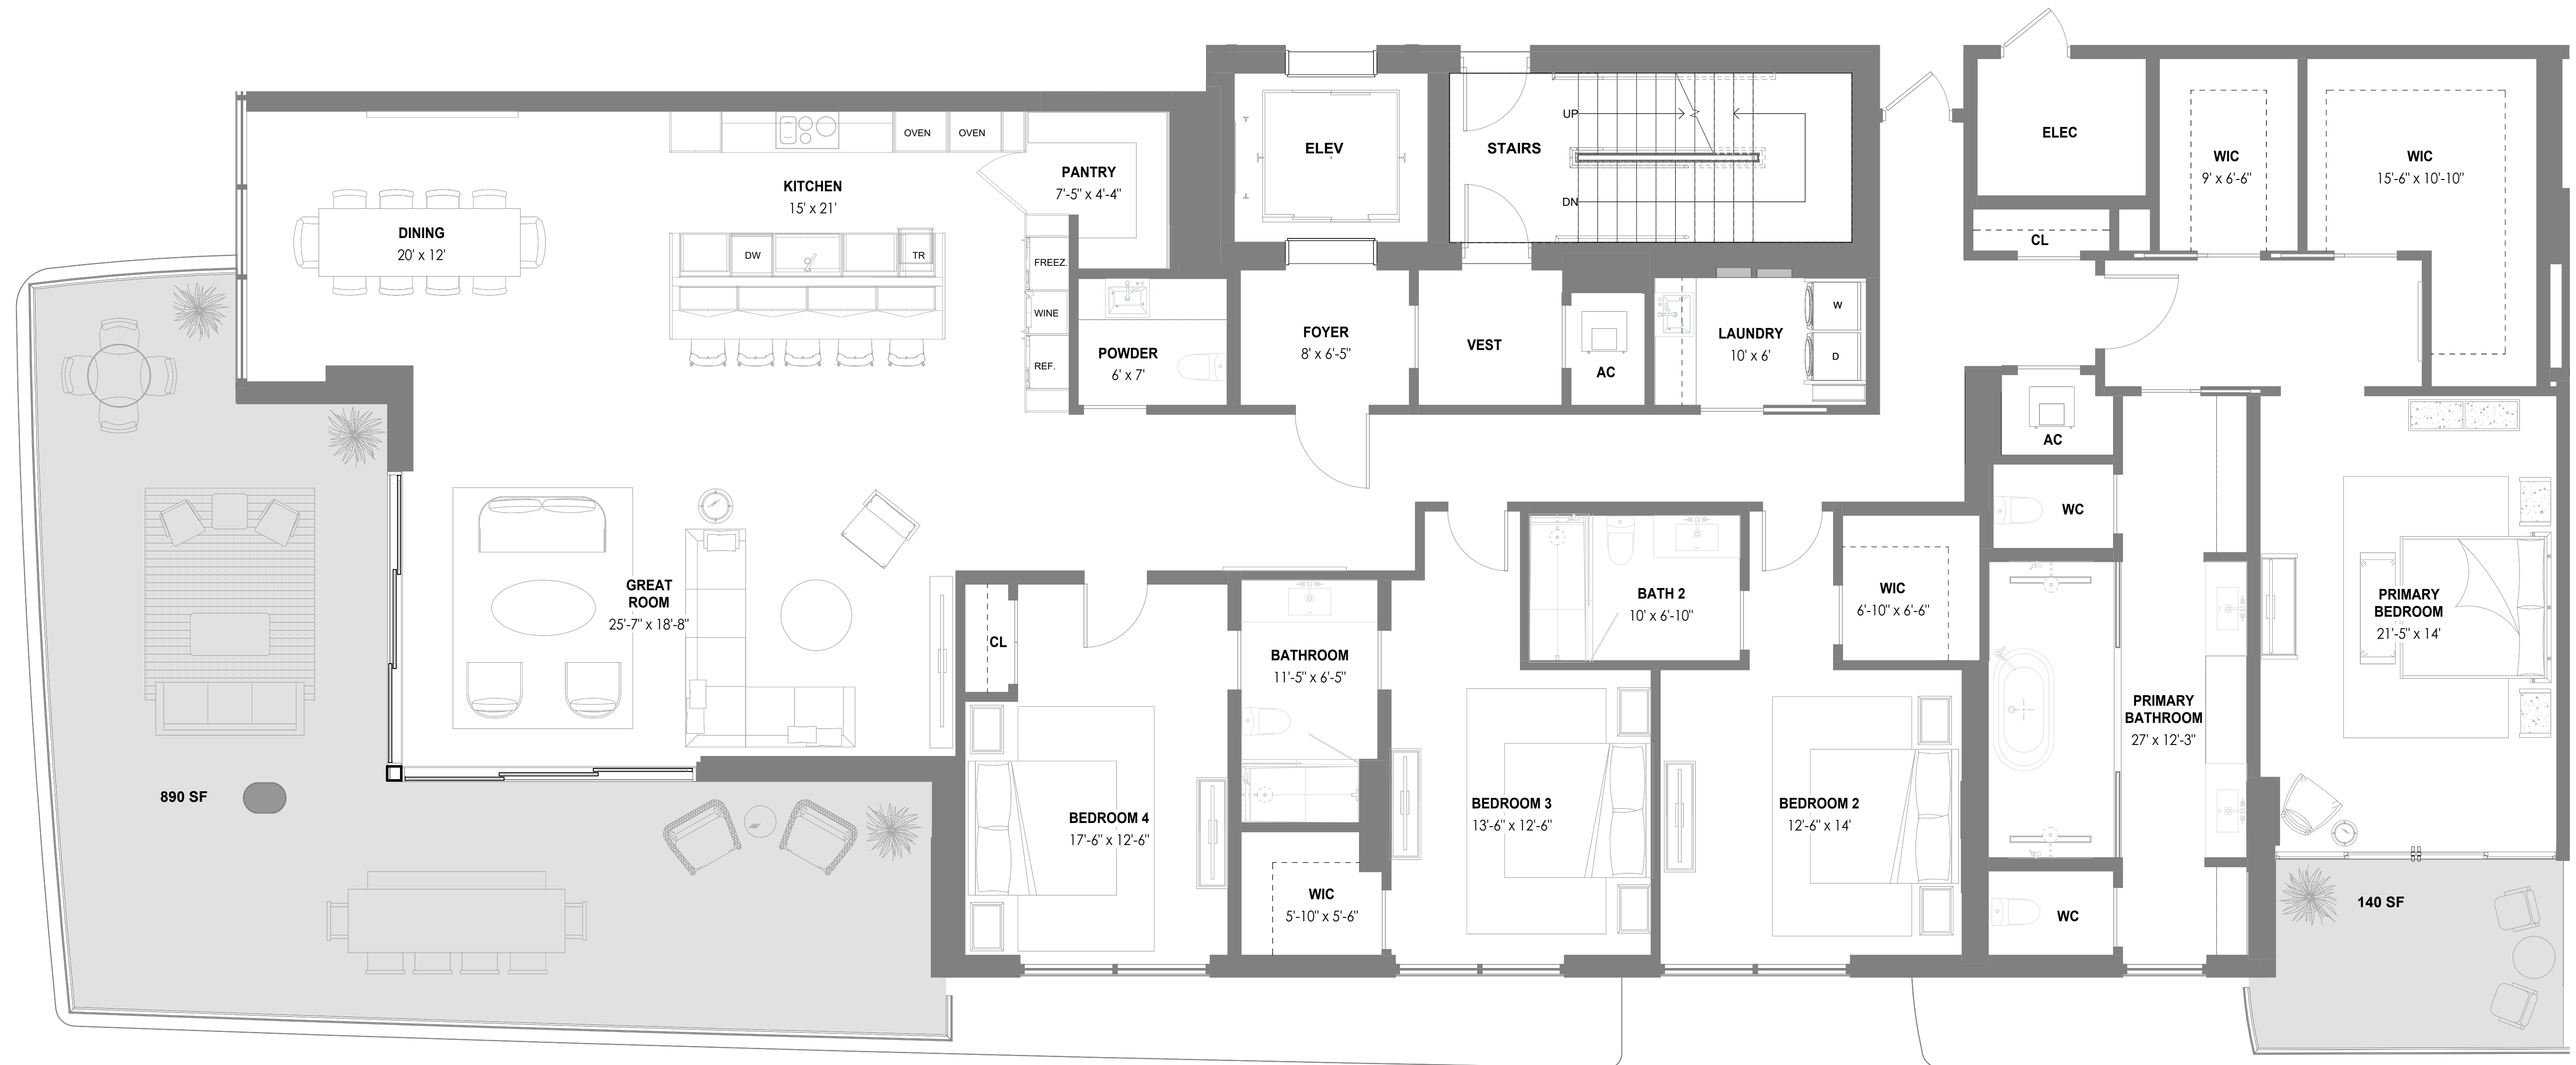 ELEC
WIC
9' x 6'-6"
WIC
15'-6" x 10'-10"
ELEV
STAIRS
UP
DN
OVEN
OVEN
PANTRY
7'-5" x 4'-4"
KITCHEN
15' x 21'
DINING
20' x 12'
DW
TR
FREEZ.
WINE
REF.
CL
POWDER
6' x 7'
FOYER
8' x 6'-5"
VEST
AC
LAUNDRY
10' x 6'
W
D
AC
WC
GREAT
ROOM
25'-7" x 18'-8"
CL
BATHROOM
11'-5" x 6'-5"
BATH 2
10' x 6'-10"
WIC
6'-10" x 6'-6"
PRIMARY
BEDROOM
21'-5" x 14'
PRIMARY
BATHROOM
27' x 12'-3"
890 SF
BEDROOM 4
17'-6" x 12'-6"
BEDROOM 3
13'-6" x 12'-6"
BEDROOM 2
12'-6" x 14'
WIC
5'-10" x 5'-6"
WC
140 SF